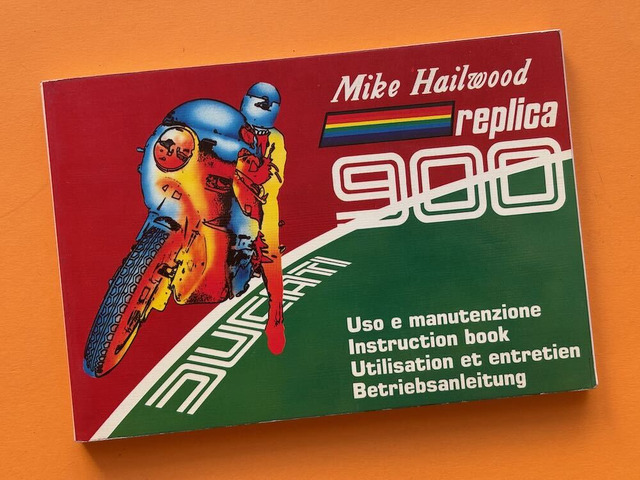 Mike Hailwood
replica
900
DUCATI
Uso e manutenzione
Instruction book
Utilisation et entretien
Betriebsanleitung